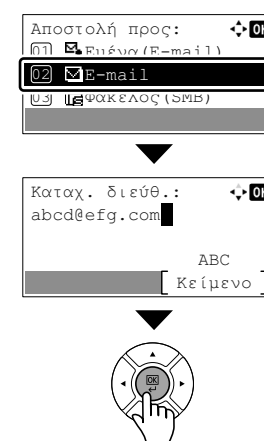 Αποστολή προς: OK
01 Εμένα(E-mail)
02 E-mail
03 Φάκελος(SMB)
Καταχ. διεύθ.: OK
abcd@efg.com
ABC
Κείμενο
OK